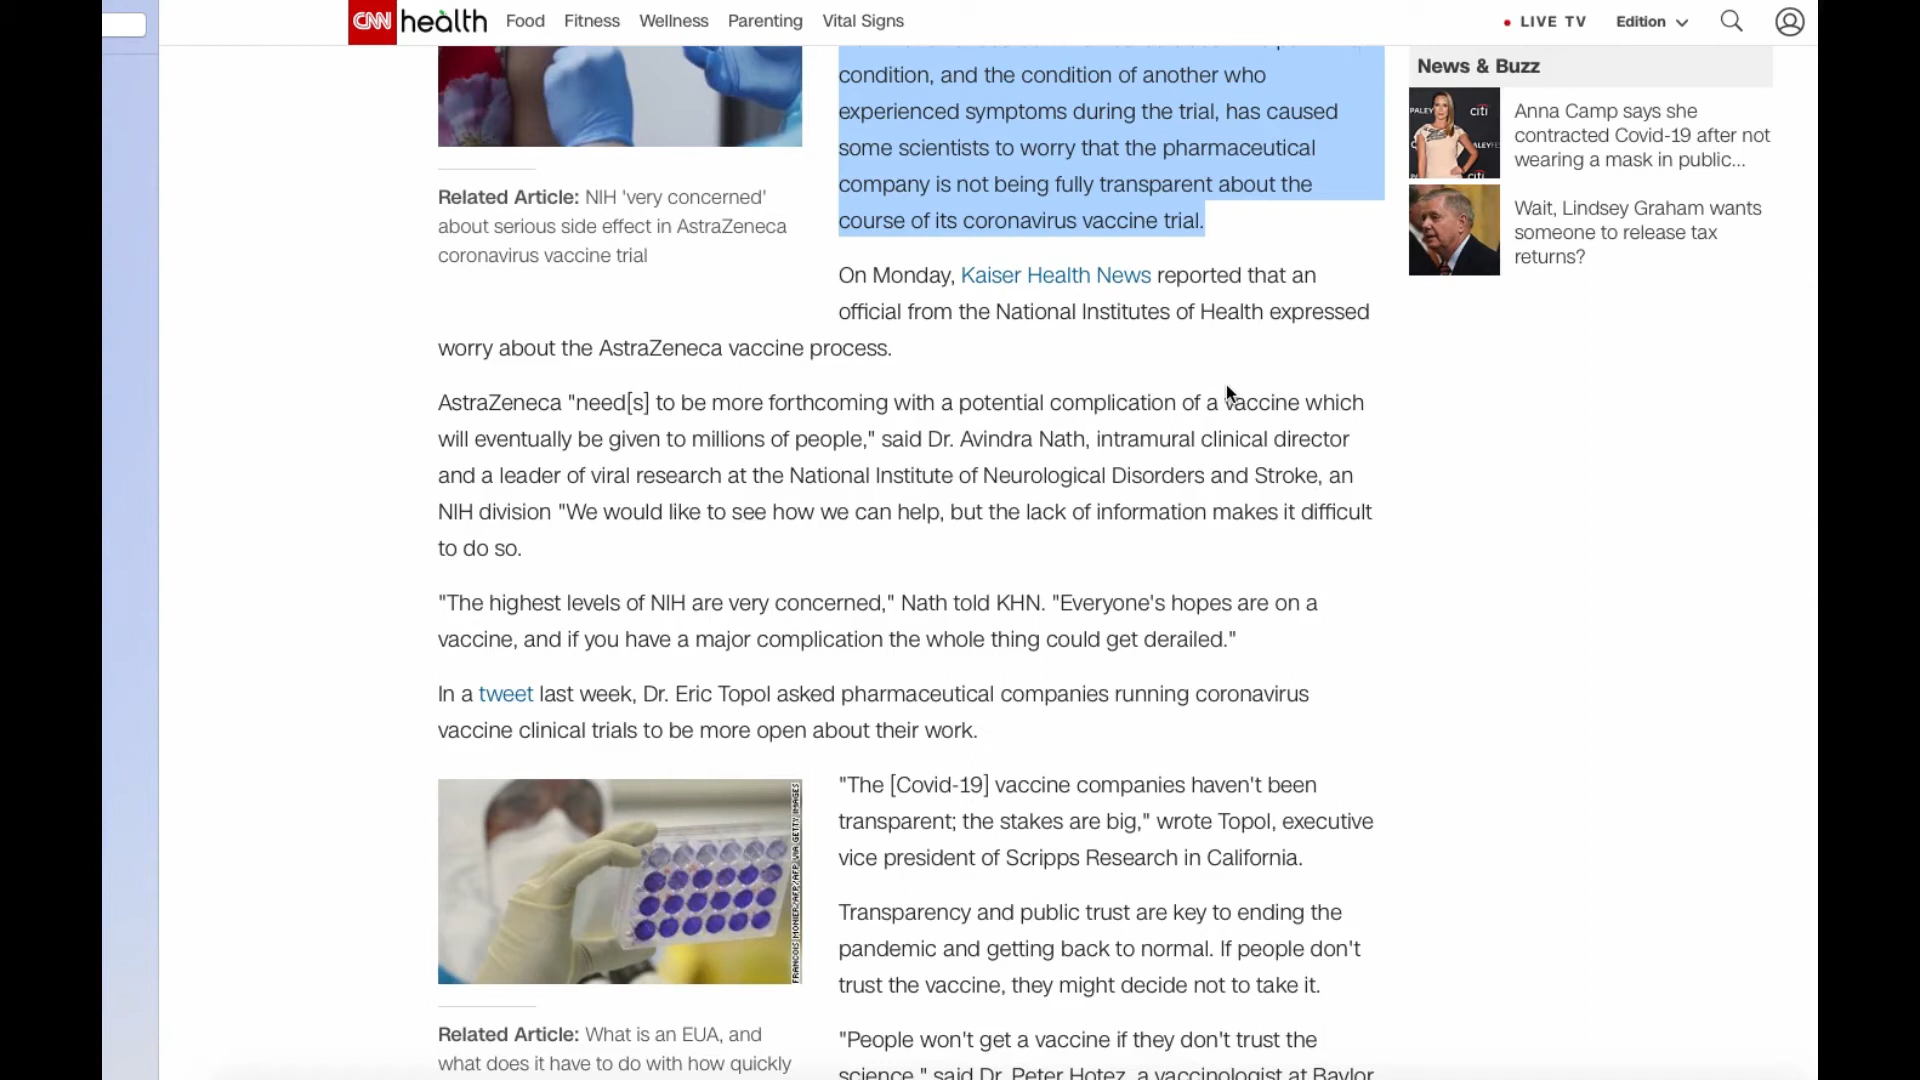 CNN health Food Fitness Wellness Parenting Vital Signs LIVE TV Edition
condition, and the condition of another who
experienced symptoms during the trial, has caused
some scientists to worry that the pharmaceutical
company is not being fully transparent about the
course of its coronavirus vaccine trial.
Related Article: NIH 'very concerned'
about serious side effect in AstraZeneca
coronavirus vaccine trial
On Monday, Kaiser Health News reported that an
official from the National Institutes of Health expressed
worry about the AstraZeneca vaccine process.
AstraZeneca "need[s] to be more forthcoming with a potential complication of a vaccine which
will eventually be given to millions of people," said Dr. Avindra Nath, intramural clinical director
and a leader of viral research at the National Institute of Neurological Disorders and Stroke, an
NIH division "We would like to see how we can help, but the lack of information makes it difficult
to do so.
"The highest levels of NIH are very concerned," Nath told KHN. "Everyone's hopes are on a
vaccine, and if you have a major complication the whole thing could get derailed."
In a tweet last week, Dr. Eric Topol asked pharmaceutical companies running coronavirus
vaccine clinical trials to be more open about their work.
FRANCOIS MONIER/AFP/AFP VIA GETTY IMAGES
"The [Covid-19] vaccine companies haven't been
transparent; the stakes are big," wrote Topol, executive
vice president of Scripps Research in California.
Transparency and public trust are key to ending the
pandemic and getting back to normal. If people don't
trust the vaccine, they might decide not to take it.
Related Article: What is an EUA, and
what does it have to do with how quickly
"People won't get a vaccine if they don't trust the
science," said Dr. Peter Hotez, a vaccinologist at Baylor
News & Buzz
PALEY citi
Anna Camp says she
contracted Covid-19 after not
wearing a mask in public...
Wait, Lindsey Graham wants
someone to release tax
returns?